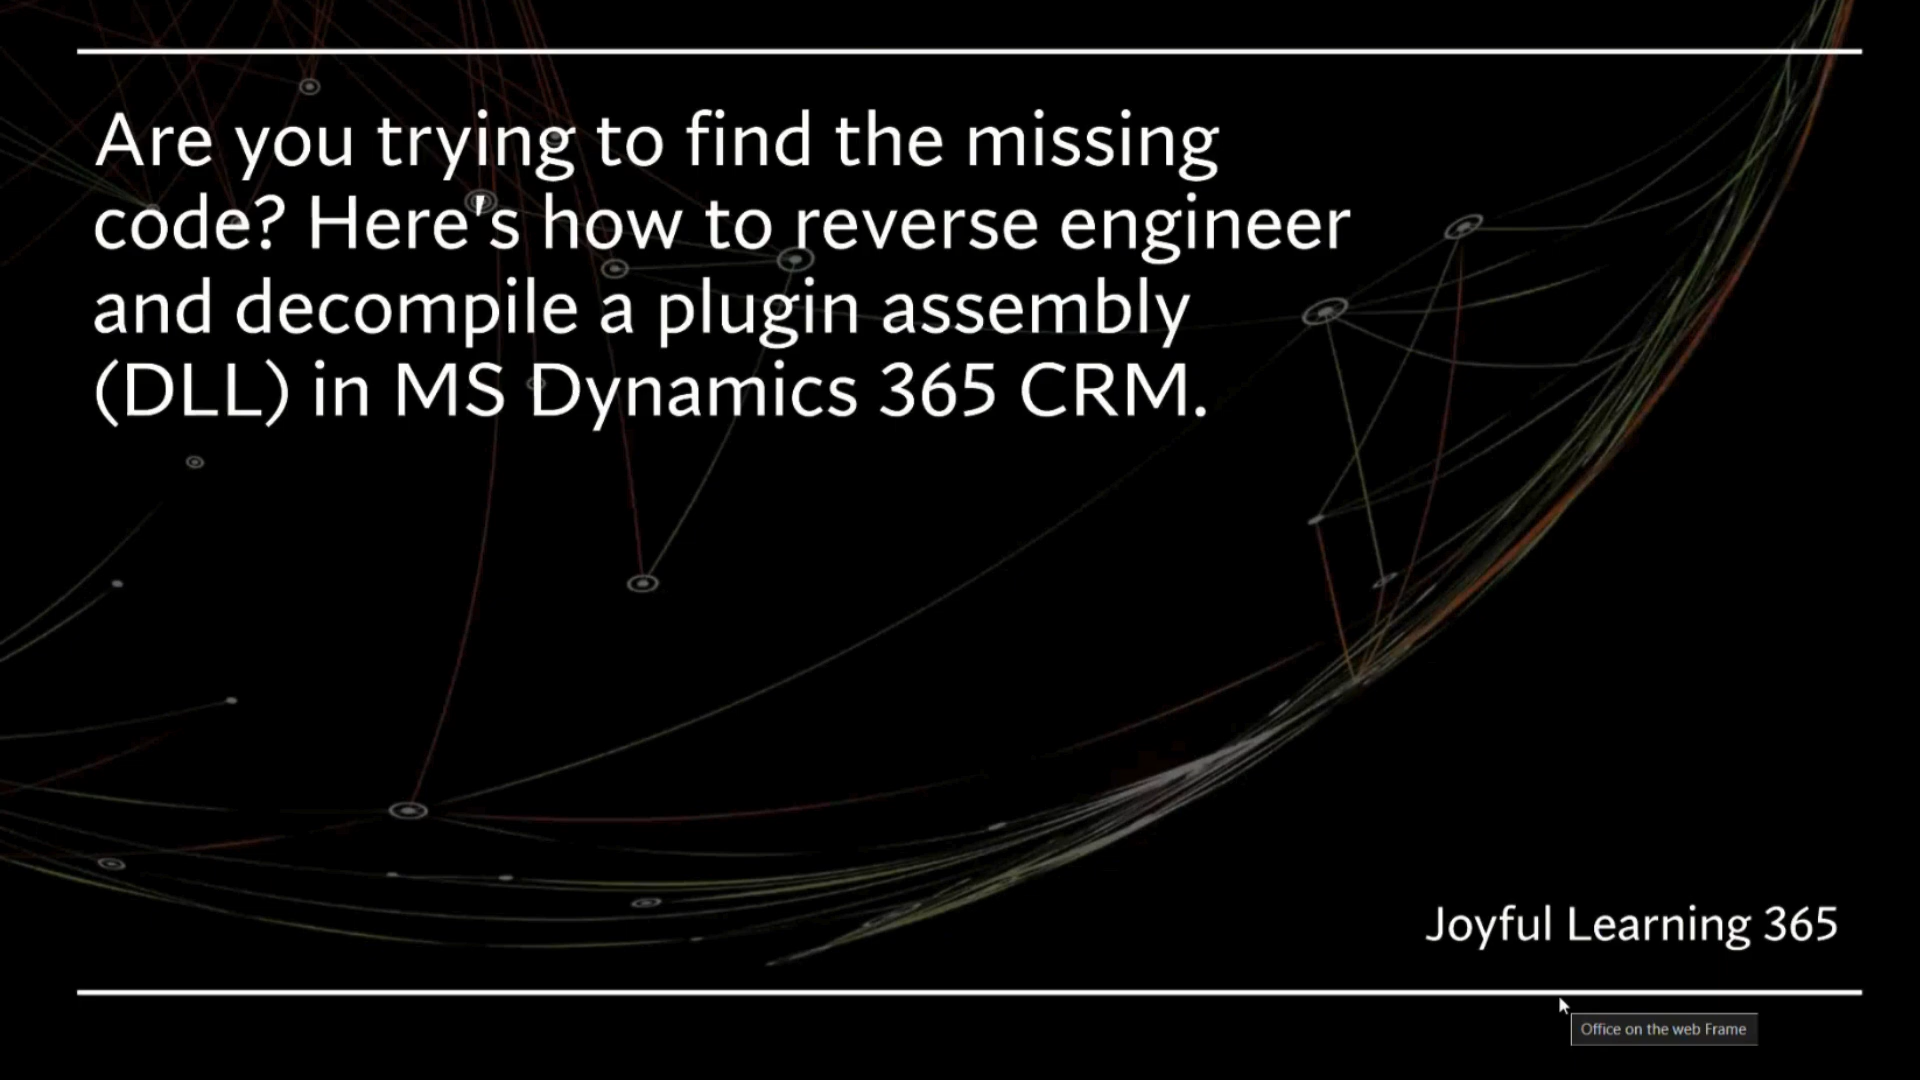 Are you trying to find the missing
code? Here's how to reverse engineer
and decompile a plugin assembly
(DLL) in MS Dynamics 365 CRM.
Joyful Learning 365
Office on the web Frame